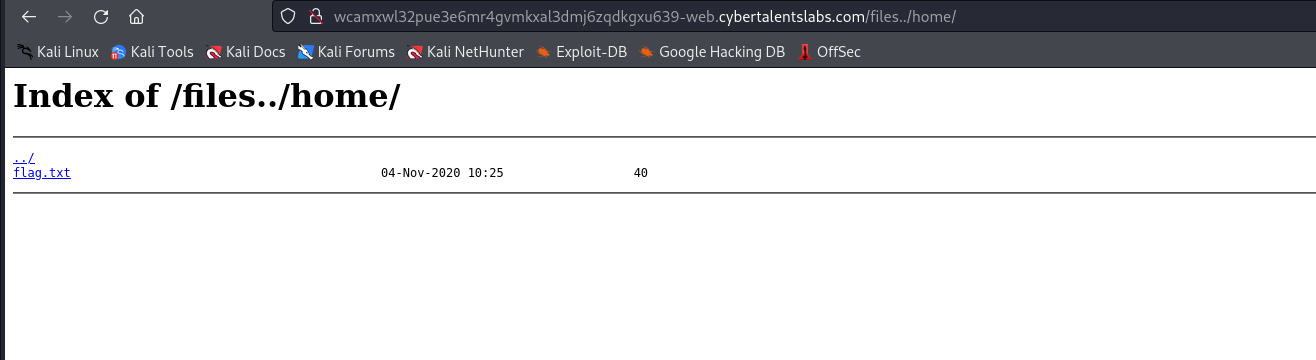 wcamxwl32pue3e6mr4gvmkxal3dmj6zqdkgxu639-web.cybertalentslabs.com/files../home/
Kali Linux Kali Tools Kali Docs Kali Forums Kali NetHunter Exploit-DB Google Hacking DB OffSec
Index of /files../home/
../
flag.txt 04-Nov-2020 10:25 40